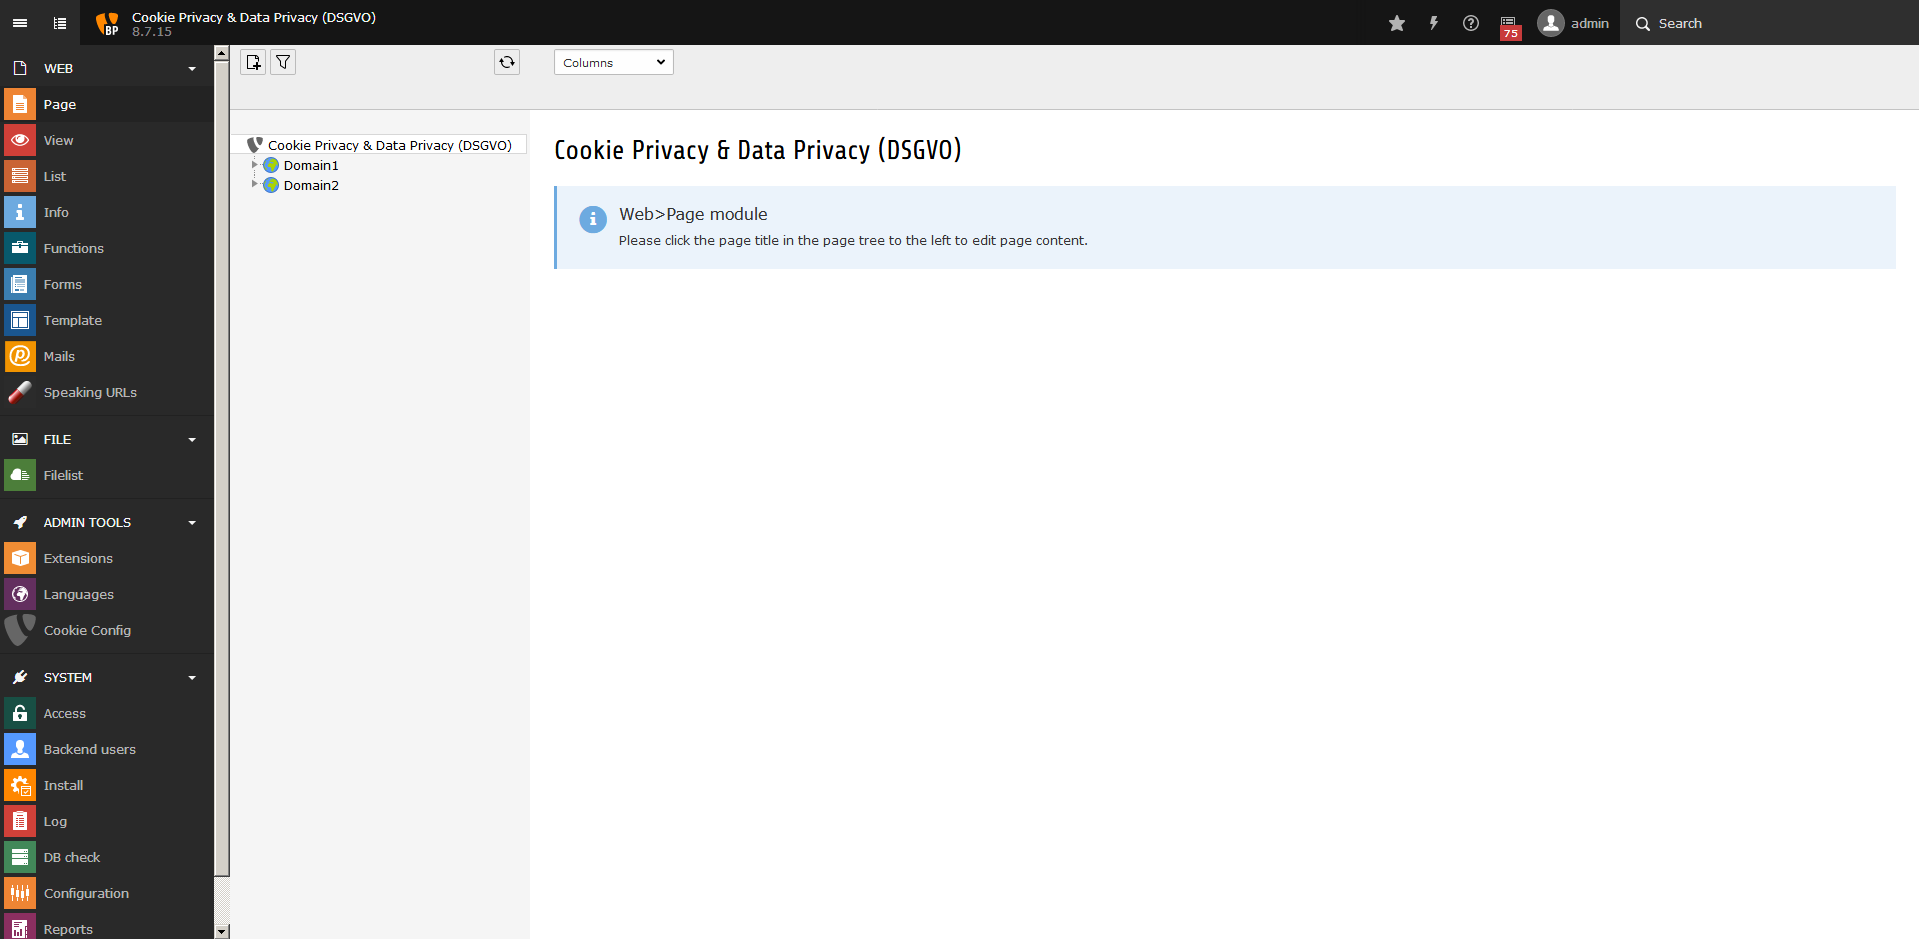 BP
Cookie Privacy & Data Privacy (DSGVO)
8.7.15
75
admin
Search
WEB
Page
View
List
Info
Functions
Forms
Template
Mails
Speaking URLs
FILE
Filelist
ADMIN TOOLS
Extensions
Languages
Cookie Config
SYSTEM
Access
Backend users
Install
Log
DB check
Configuration
Reports
Columns
Cookie Privacy & Data Privacy (DSGVO)
Domain1
Domain2
Cookie Privacy & Data Privacy (DSGVO)
Web>Page module
Please click the page title in the page tree to the left to edit page content.